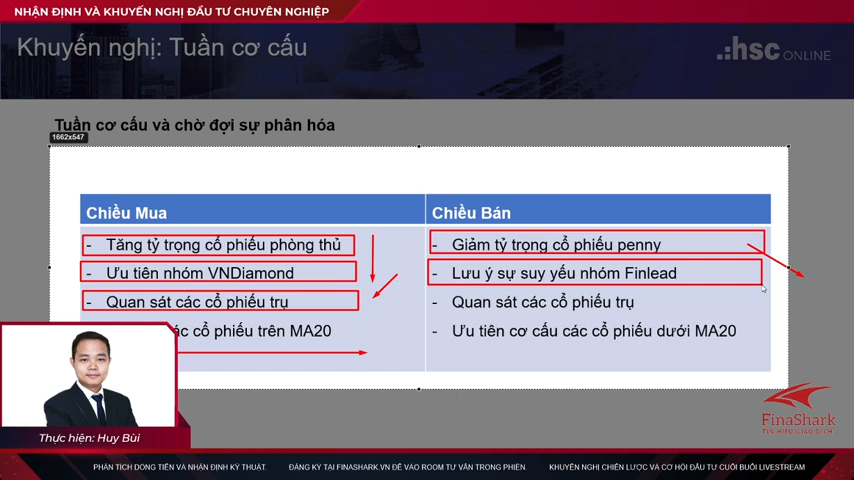 NHẬN ĐỊNH VÀ KHUYẾN NGHỊ ĐẦU TƯ CHUYÊN NGHIỆP
Khuyến nghị: Tuần cơ cấu
.:hsc ONLINE
Tuần cơ cấu và chờ đợi sự phân hóa
1662x547
Chiều Mua
- Tăng tỷ trọng cổ phiếu phòng thủ
- Ưu tiên nhóm VNDiamond
- Quan sát các cổ phiếu trụ
các cổ phiếu trên MA20
Chiều Bán
- Giảm tỷ trọng cổ phiếu penny
- Lưu ý sự suy yếu nhóm Finlead
- Quan sát các cổ phiếu trụ
- Ưu tiên cơ cấu các cổ phiếu dưới MA20
FinaShark
TÍN HIỆU GIAO DỊCH
Thực hiện: Huy Bùi
PHÂN TÍCH DÒNG TIỀN VÀ NHẬN ĐỊNH KỸ THUẬT.
ĐĂNG KÝ TẠI FINASHARK.VN ĐỂ VÀO ROOM TƯ VẤN TRONG PHIÊN.
KHUYẾN NGHỊ CHIẾN LƯỢC VÀ CƠ HỘI ĐẦU TƯ CUỐI BUỔI LIVESTREAM